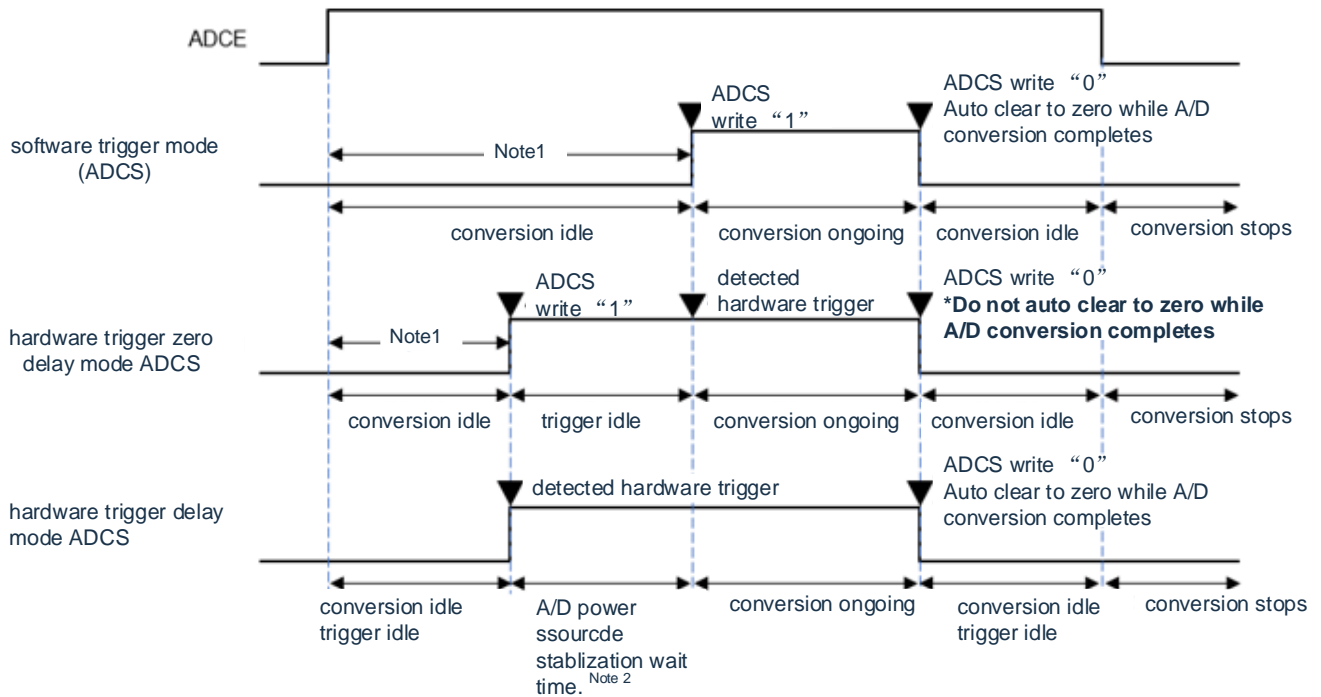 ADCE
ADCS
write “1”
ADCS write “0”
Auto clear to zero while A/D
conversion completes
software trigger mode
(ADCS)
Note1
conversion idle
conversion ongoing
conversion idle
conversion stops
ADCS
write “1”
detected
hardware trigger
ADCS write “0”
*Do not auto clear to zero while
A/D conversion completes
hardware trigger zero
delay mode ADCS
Note1
conversion idle
trigger idle
conversion ongoing
conversion idle
conversion stops
detected hardware trigger
ADCS write “0”
Auto clear to zero while A/D
conversion completes
hardware trigger delay
mode ADCS
conversion idle
trigger idle
A/D power
ssourcde
stablization wait
time. Note 2
conversion ongoing
conversion idle
trigger idle
conversion stops